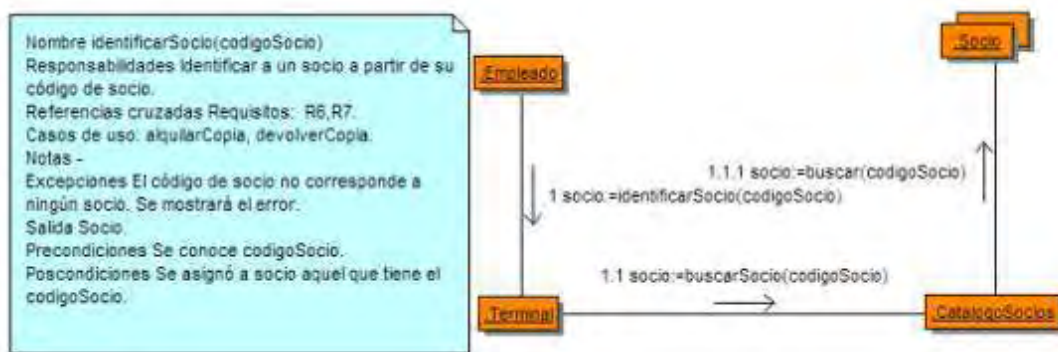 Nombre identificarSocio(codigoSocio)
Responsabilidades Identificar a un socio a partir de su
código de socio.
Referencias cruzadas Requisitos: R6,R7.
Casos de uso: alquilarCopia, devolverCopia.
Notas -
Excepciones El código de socio no corresponde a
ningún socio. Se mostrará el error.
Salida Socio.
Precondiciones Se conoce codigoSocio.
Poscondiciones Se asignó a socio aquel que tiene el
codigoSocio.
:Empleado
:Socio
1.1.1 socio:=buscar(codigoSocio)
1 socio:=identificarSocio(codigoSocio)
1.1 socio:=buscarSocio(codigoSocio)
:Terminal
:CatalogoSocios